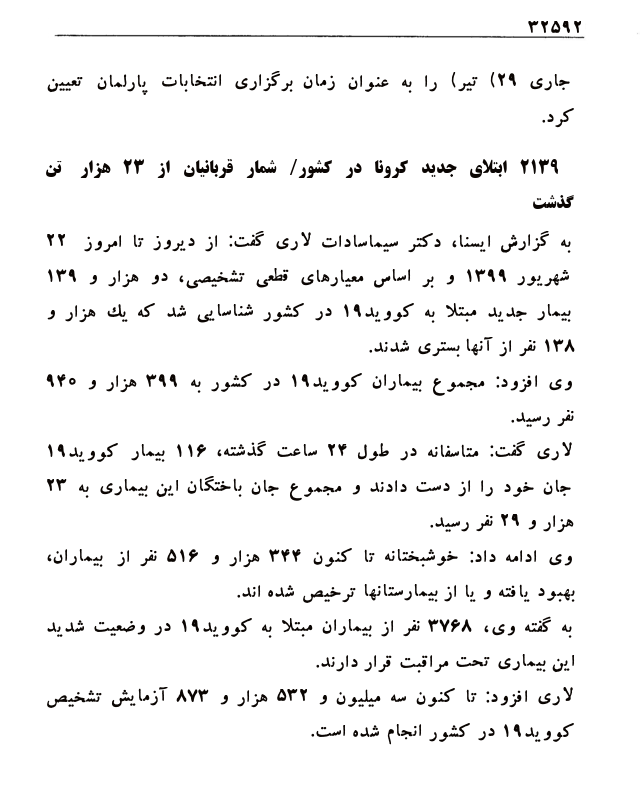 ۳۲۵۹۲
جاری ۲۹) تیر) را به عنوان زمان برگزاری انتخابات پارلمان تعیین
کرد.
۲۱۳۹ ابتلای جدید کرونا در کشور/ شمار قربانیان از ۲۳ هزار تن
گذشت
به گزارش ایسنا، دکتر سیماسادات لاری گفت: از دیروز تا امروز ۲۲
شهریور ۱۳۹۹ و بر اساس معیارهای قطعی تشخیصی، دو هزار و ۱۳۹
بیمار جدید مبتلا به کووید۱۹ در کشور شناسایی شد که یك هزار و
۱۳۸ نفر از آنها بستری شدند.
وی افزود: مجموع بیماران کووید۱۹ در کشور به ۳۹۹ هزار و ۹۴۰
نفر رسید.
لاری گفت: متاسفانه در طول ۲۴ ساعت گذشته، ۱۱۶ بیمار کووید۱۹
جان خود را از دست دادند و مجموع جان باختگان این بیماری به ۲۳
هزار و ۲۹ نفر رسید.
وی ادامه داد: خوشبختانه تا کنون ۳۴۴ هزار و ۵۱۶ نفر از بیماران،
بهبود یافته و یا از بیمارستانها ترخیص شده اند.
به گفته وی، ۳۷۶۸ نفر از بیماران مبتلا به کووید۱۹ در وضعیت شدید
این بیماری تحت مراقبت قرار دارند.
لاری افزود: تا کنون سه میلیون و ۵۳۲ هزار و ۸۷۳ آزمایش تشخیص
کووید۱۹ در کشور انجام شده است.